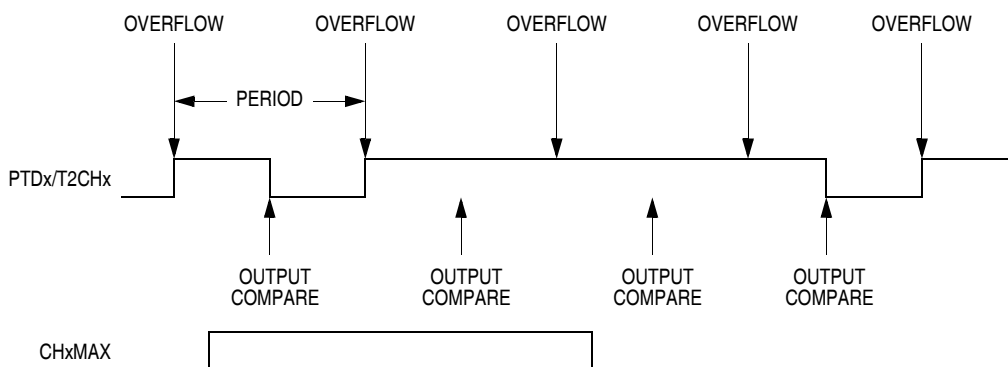 OVERFLOW OVERFLOW OVERFLOW OVERFLOW OVERFLOW
PERIOD
PTDx/T2CHx
OUTPUT COMPARE
OUTPUT COMPARE
OUTPUT COMPARE
OUTPUT COMPARE
CHxMAX